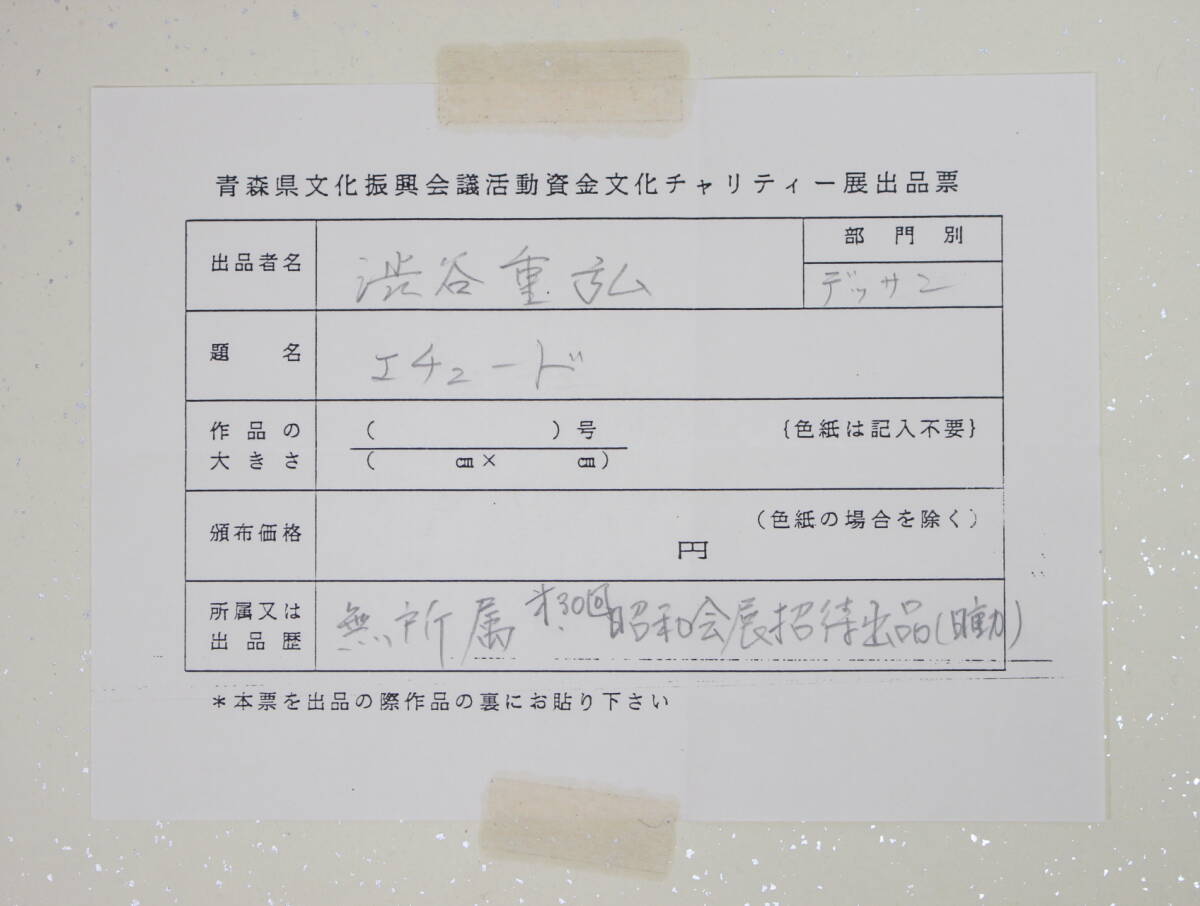 青森県文化振興会議活動資金文化チャリティー展出品票
出品者名 渋谷重弘
部門別
デッサン
題名 エチュード
作品の ( )号 {色紙は記入不要}
大きさ ( ㎝× ㎝)
頒布価格 (色紙の場合を除く)
円
所属又は 無所属 才30回昭和会展招待出品(日動)
出品歴
*本票を出品の際作品の裏にお貼り下さい